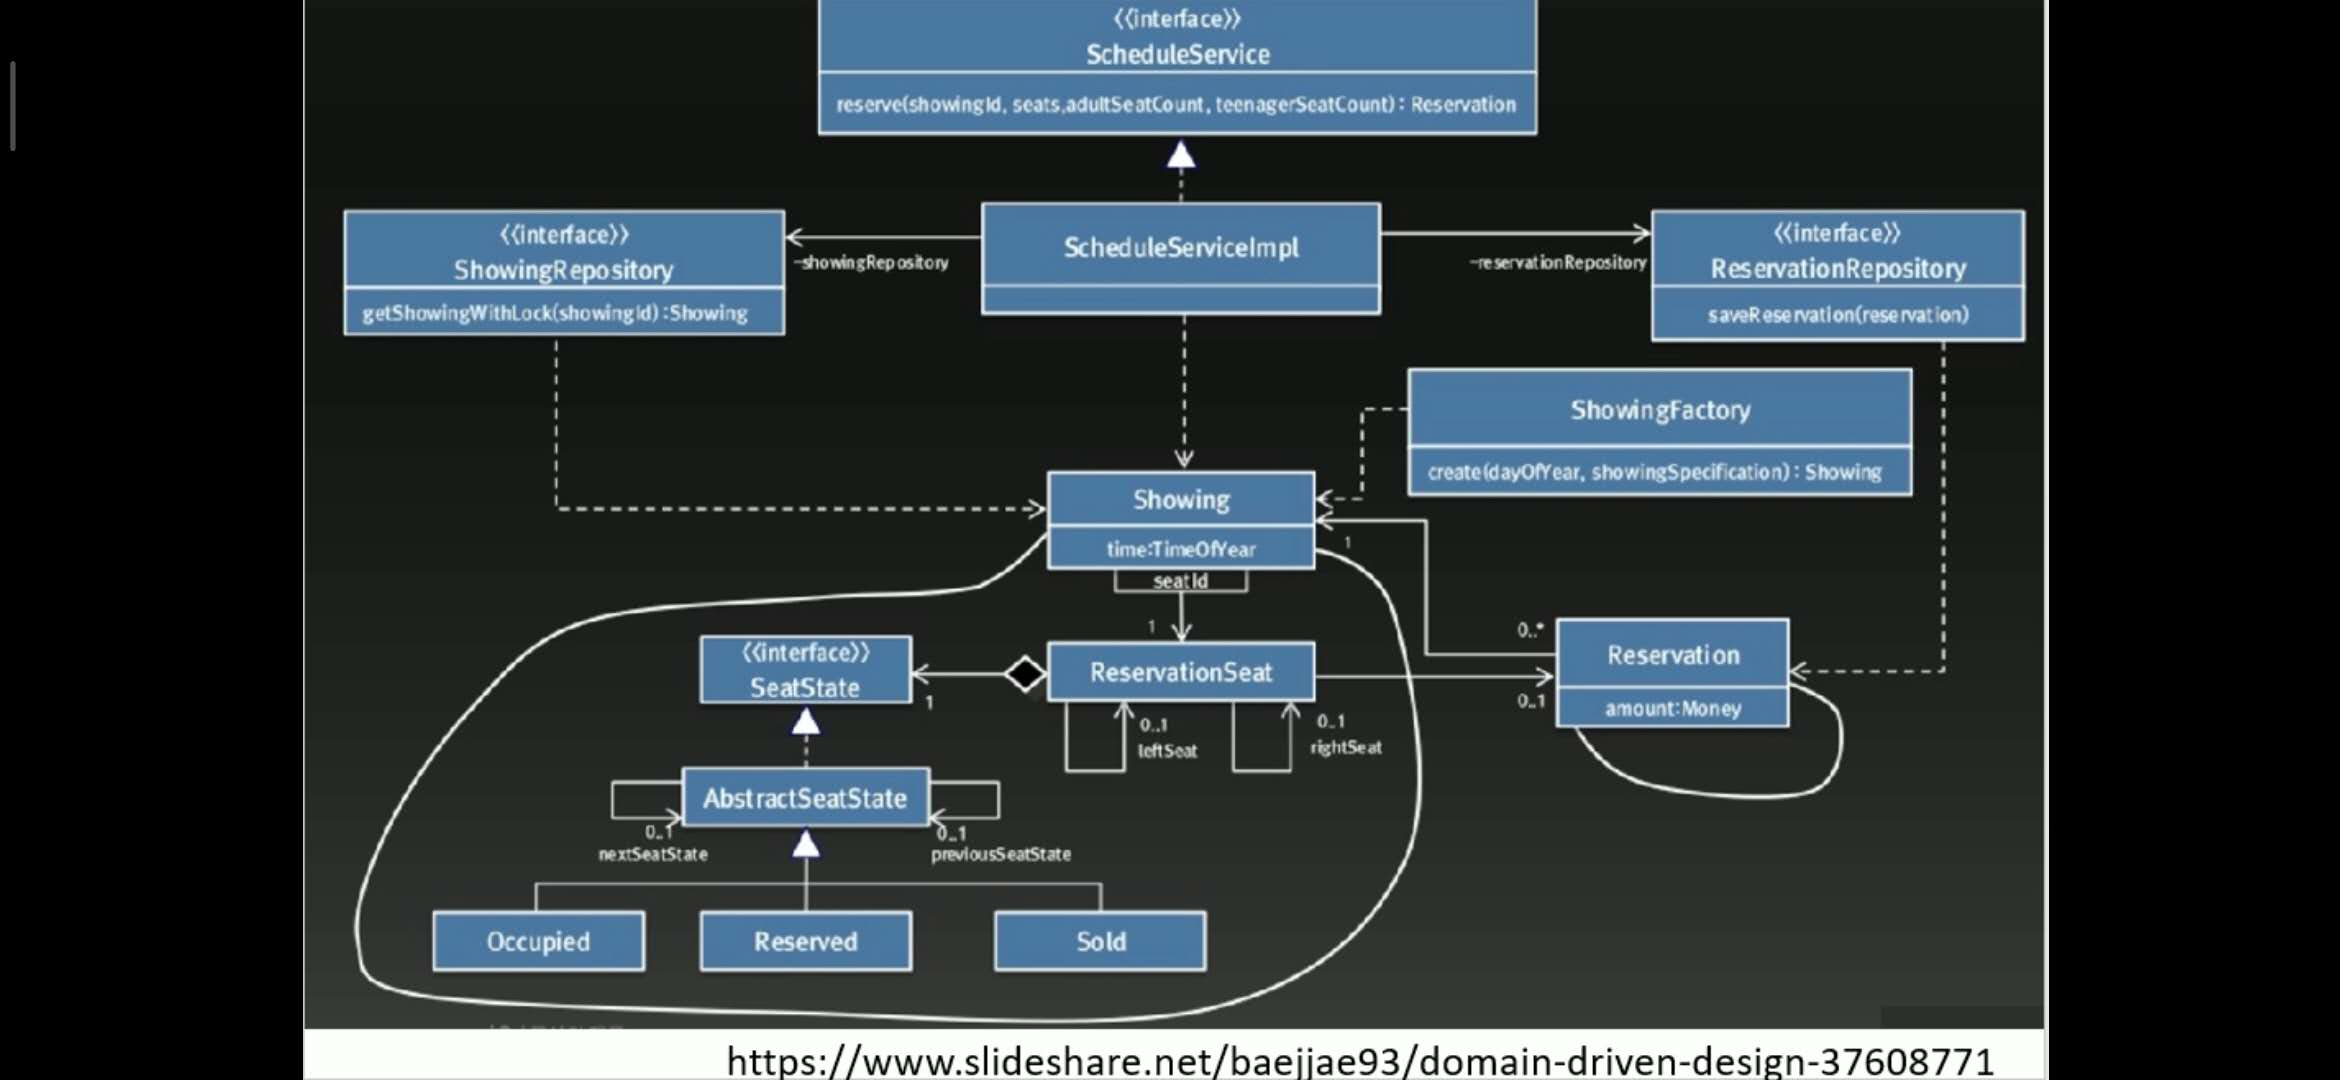 <<interface>>
ScheduleService
reserve(showingId, seats,adultSeatCount, teenagerSeatCount) : Reservation
<<interface>>
ShowingRepository
getShowingWithLock(showingId) :Showing
-showingRepository
ScheduleServiceImpl
-reservationRepository
<<interface>>
ReservationRepository
saveReservation(reservation)
ShowingFactory
create(dayOfYear, showingSpecification) : Showing
Showing
time:TimeOfYear
seatId
1
1
<<interface>>
SeatState
1
ReservationSeat
0..1
leftSeat
0..1
rightSeat
0..*
0..1
Reservation
amount:Money
AbstractSeatState
0..1
nextSeatState
0..1
previousSeatState
Occupied
Reserved
Sold
https://www.slideshare.net/baejjae93/domain-driven-design-37608771